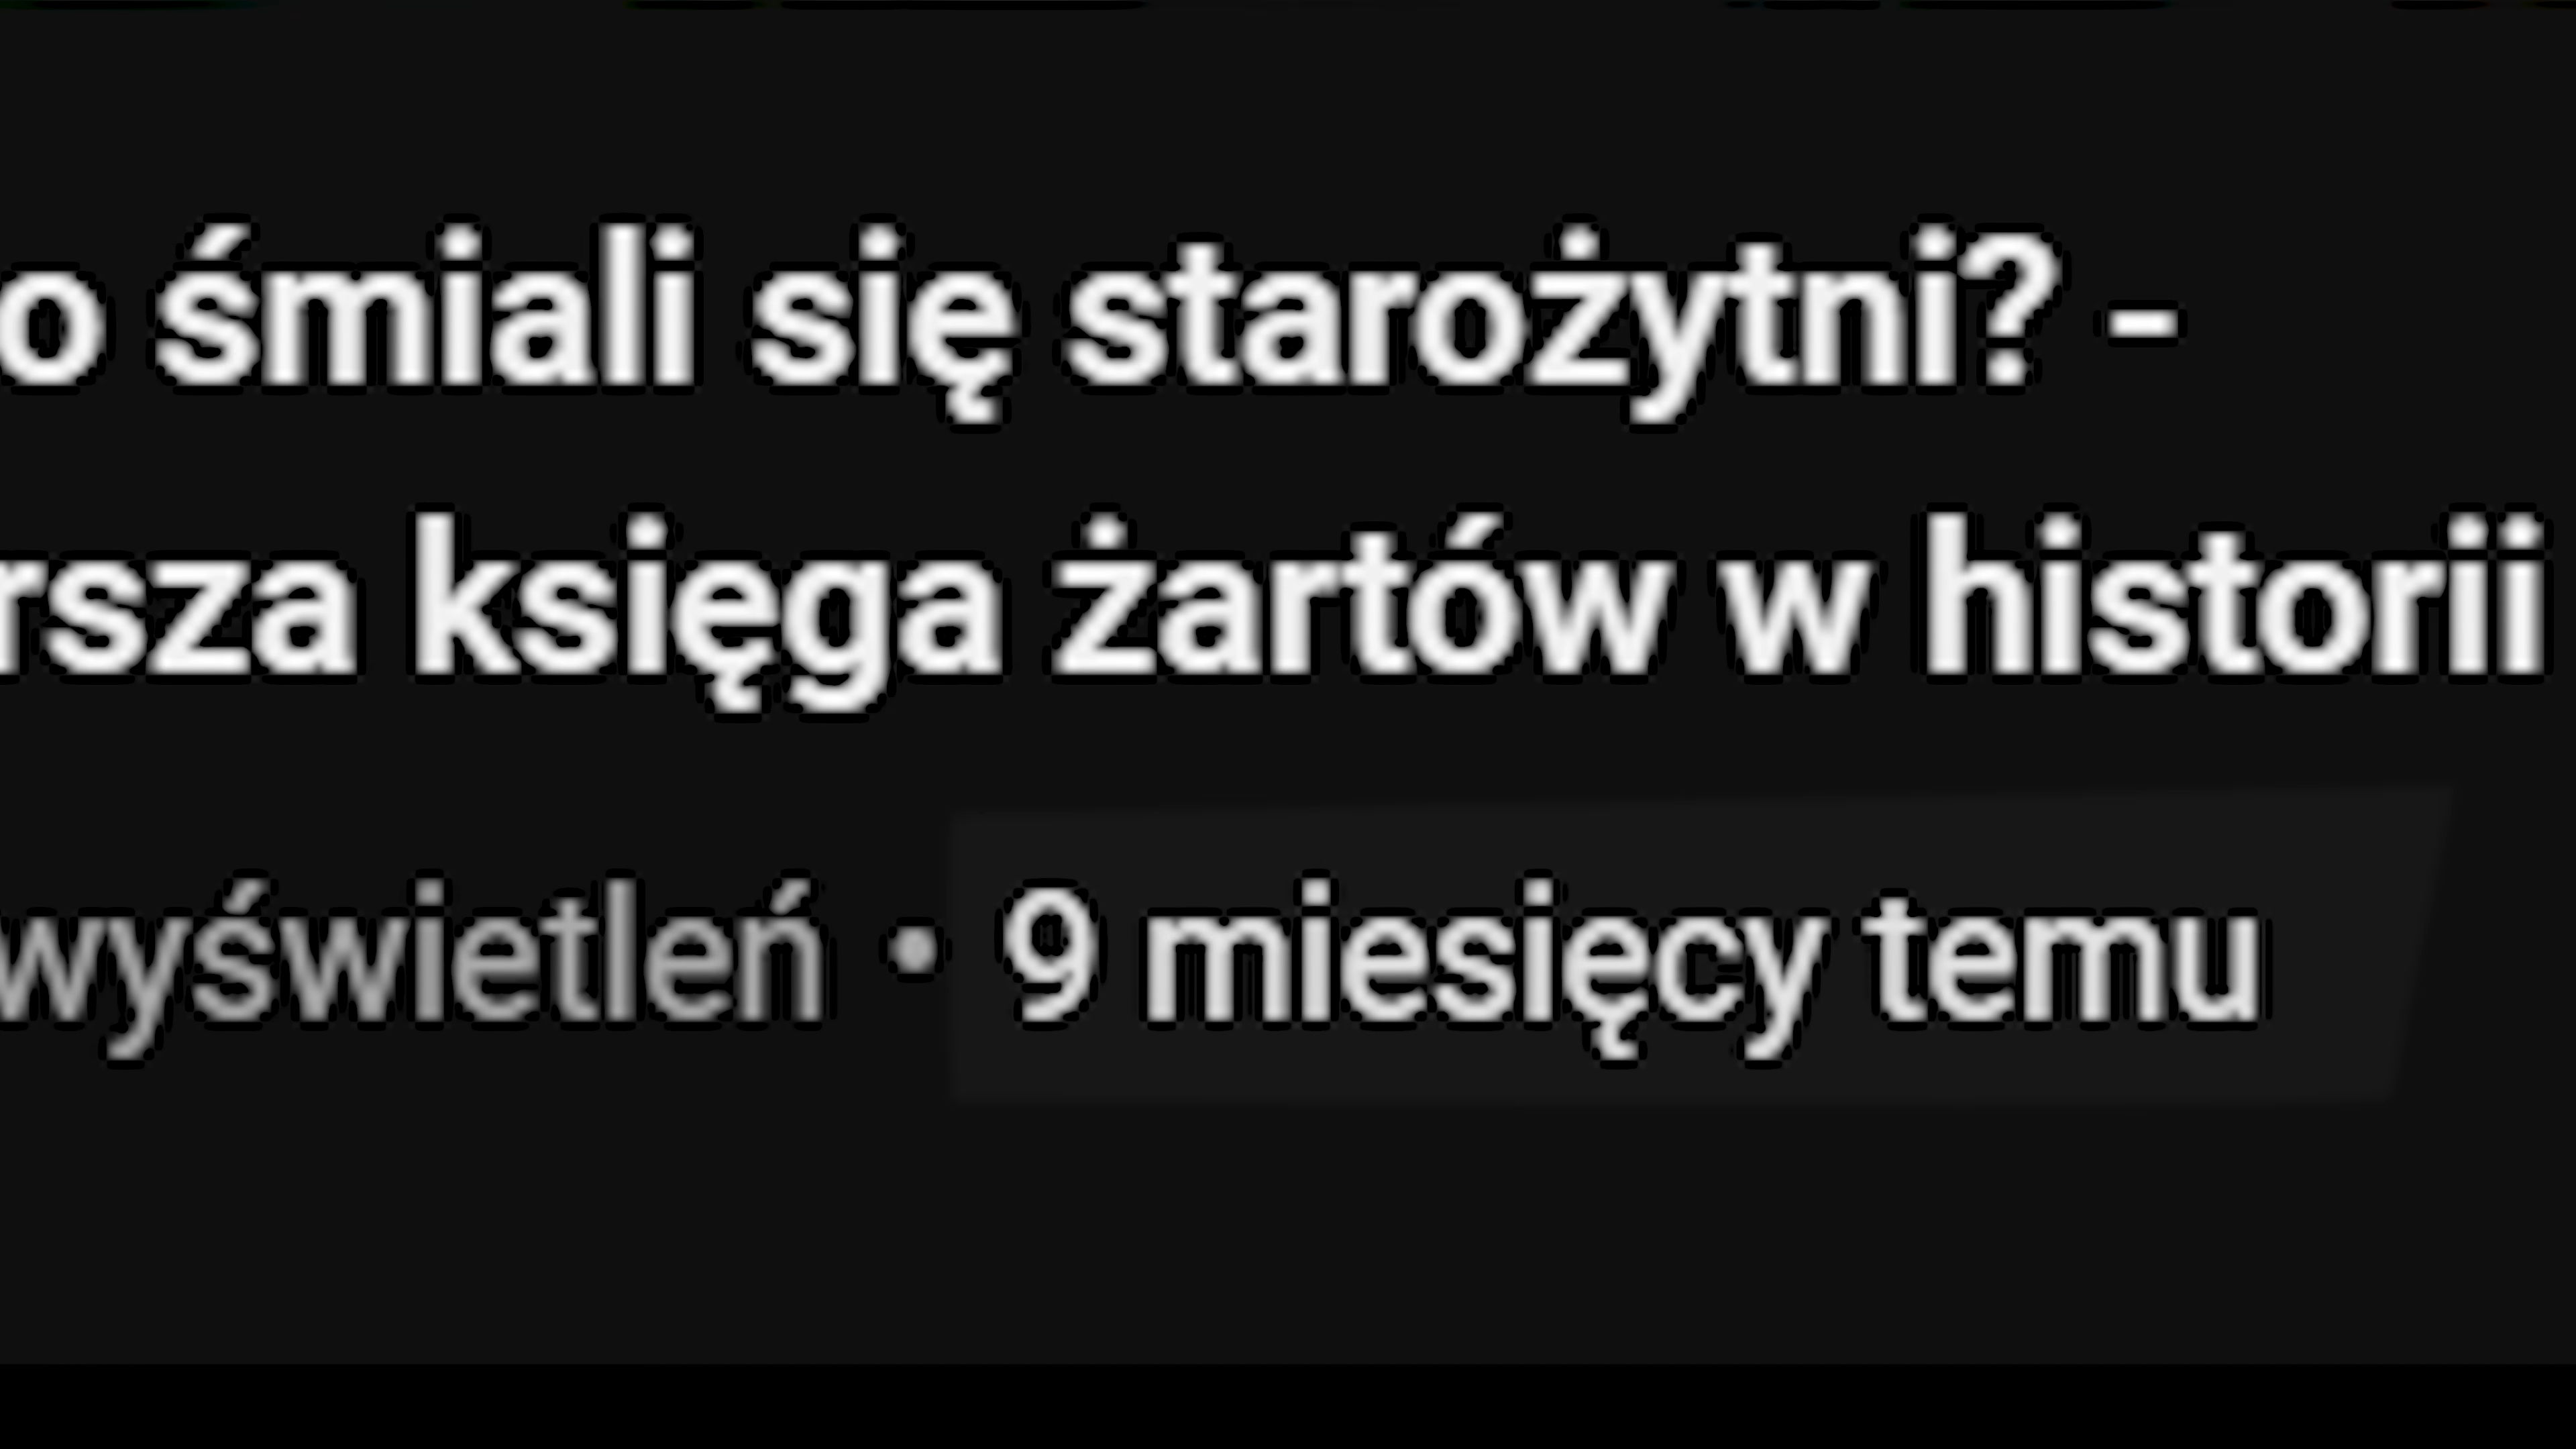 o śmiali się starożytni? -
rsza księga żartów w historii
wyświetleń • 9 miesięcy temu